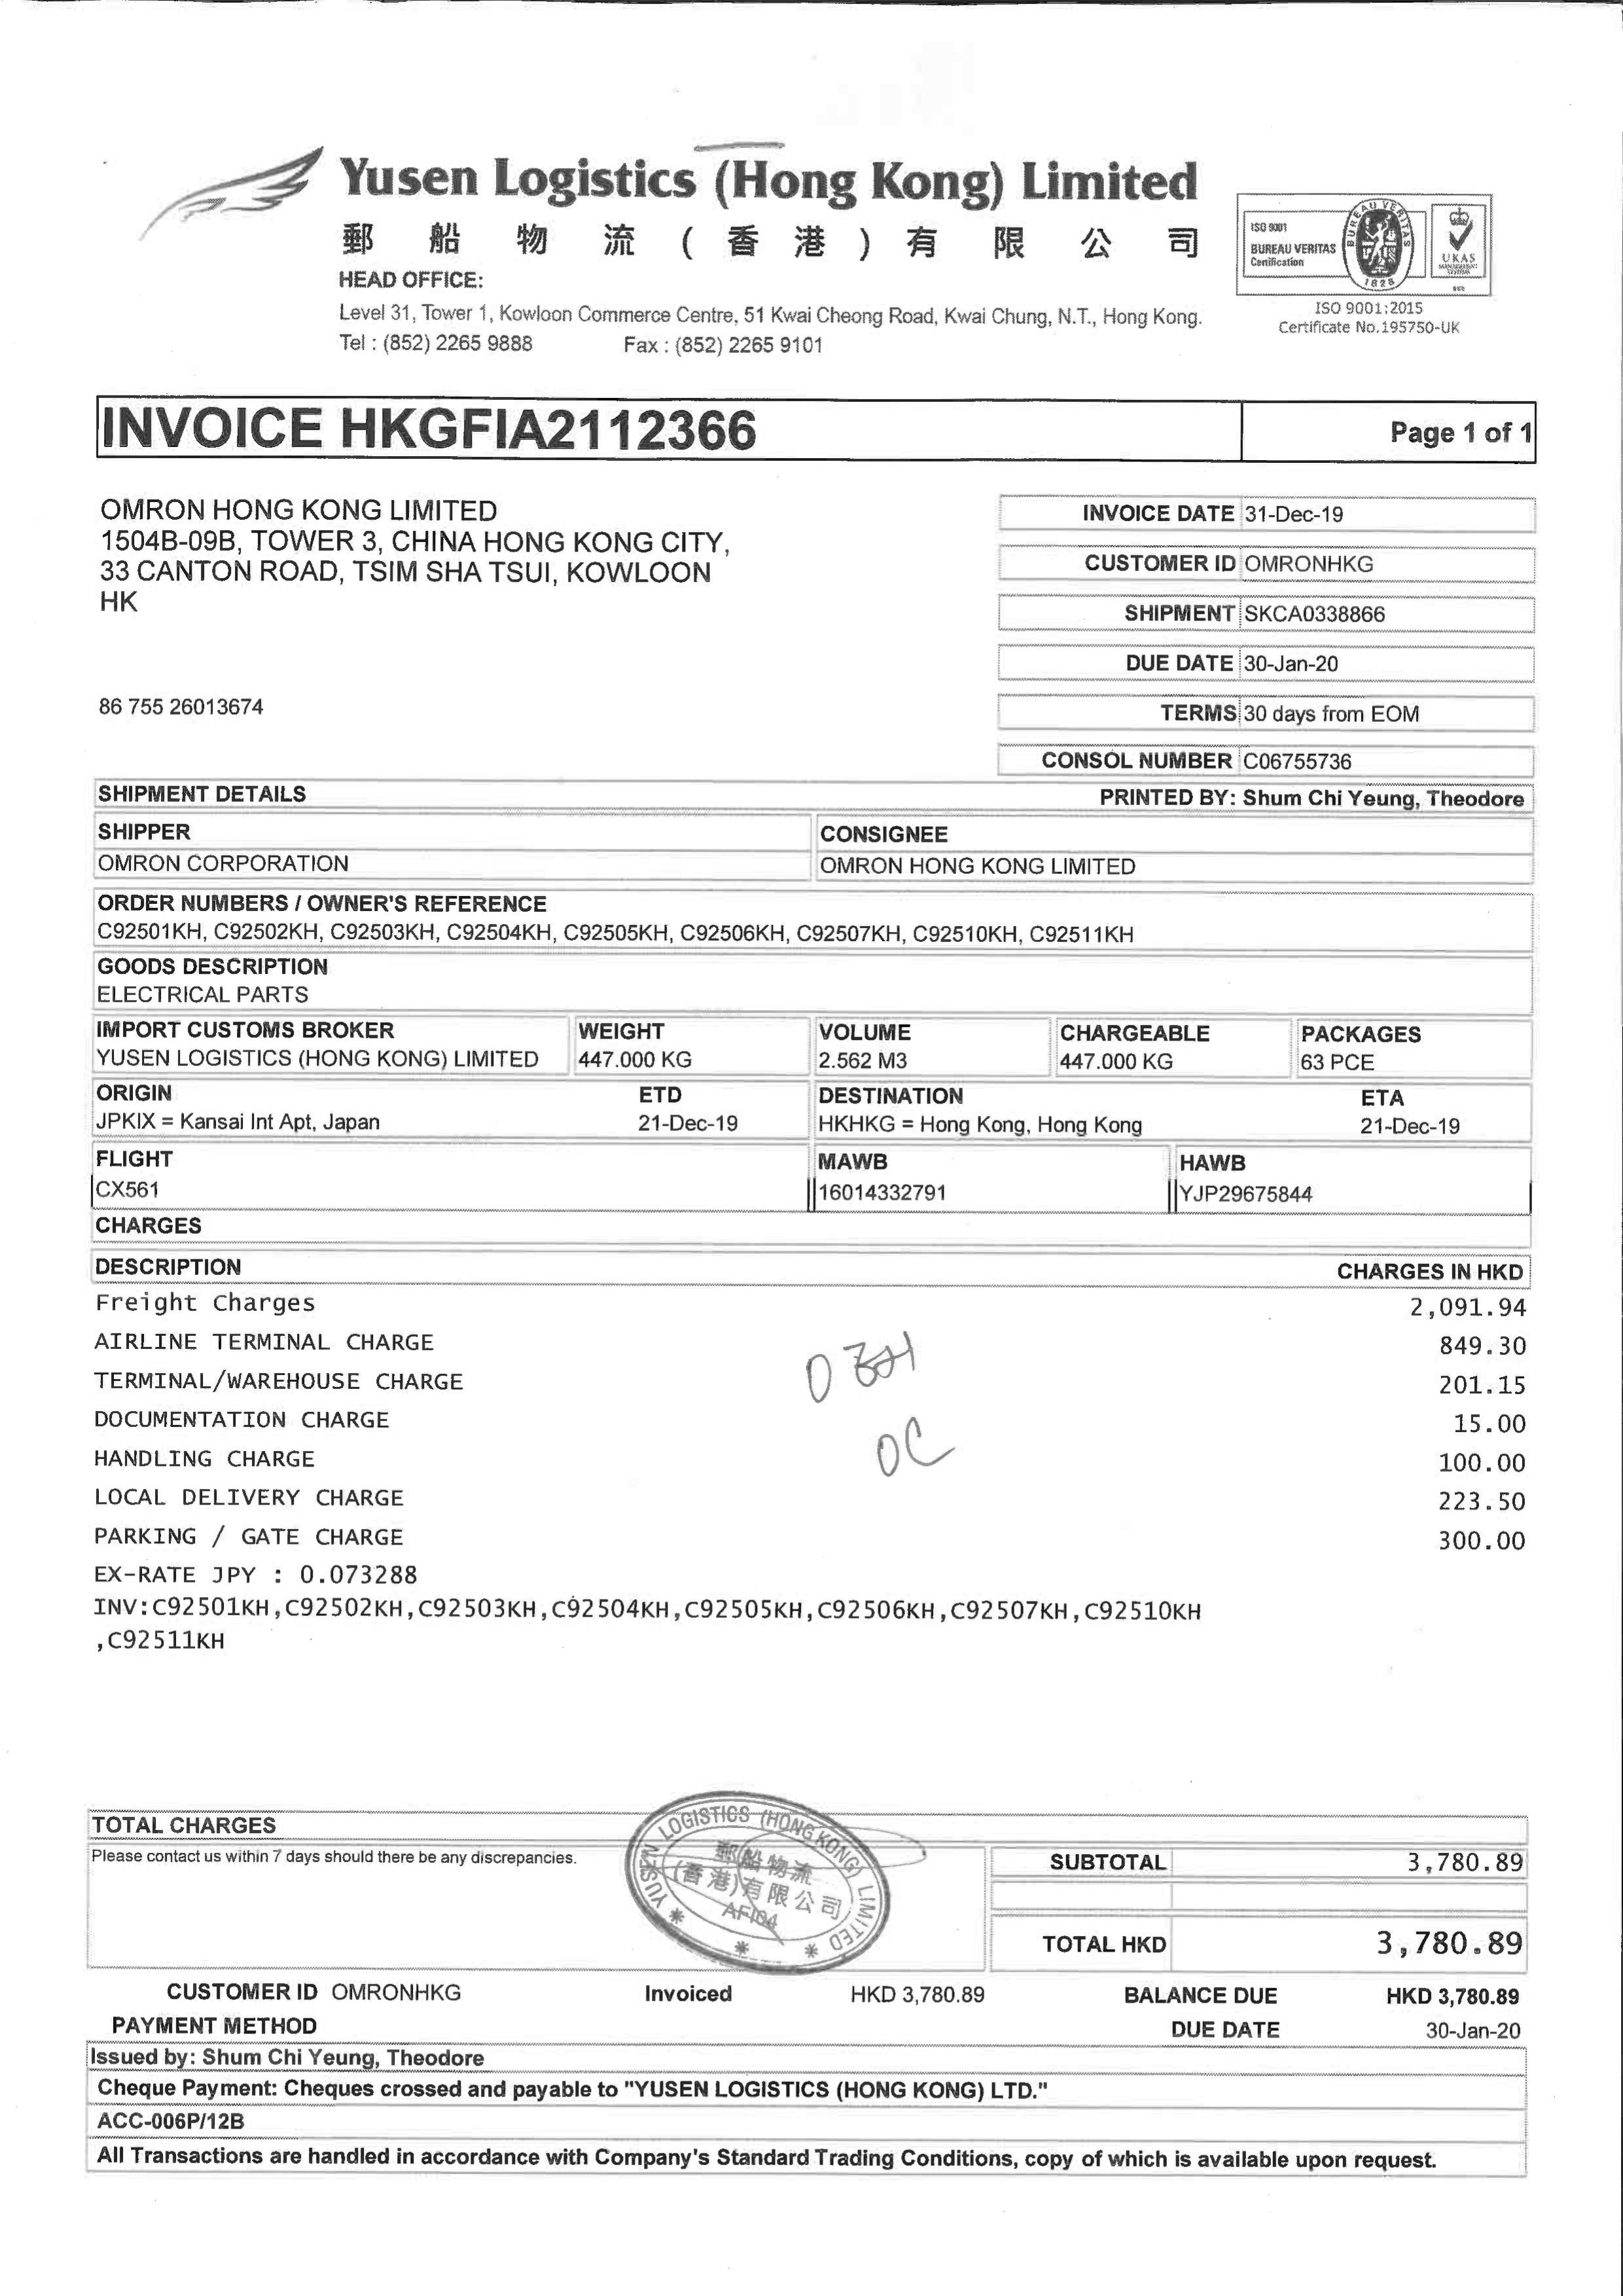 Yusen Logistics (Hong Kong) Limited
郵船物流(香港)有限公司
HEAD OFFICE:
Level 31, Tower 1, Kowloon Commerce Centre, 51 Kwai Cheong Road, Kwai Chung, N.T., Hong Kong.
Tel : (852) 2265 9888 Fax : (852) 2265 9101
ISO 9001
BUREAU VERITAS
Certification
BUREAU VERITAS
1828
UKAS
ISO 9001:2015
Certificate No.195750-UK
INVOICE HKGFIA2112366 Page 1 of 1
OMRON HONG KONG LIMITED
1504B-09B, TOWER 3, CHINA HONG KONG CITY,
33 CANTON ROAD, TSIM SHA TSUI, KOWLOON
HK
86 755 26013674
INVOICE DATE 31-Dec-19
CUSTOMER ID OMRONHKG
SHIPMENT SKCA0338866
DUE DATE 30-Jan-20
TERMS 30 days from EOM
CONSOL NUMBER C06755736
SHIPMENT DETAILS PRINTED BY: Shum Chi Yeung, Theodore
SHIPPER CONSIGNEE
OMRON CORPORATION OMRON HONG KONG LIMITED
ORDER NUMBERS / OWNER'S REFERENCE
C92501KH, C92502KH, C92503KH, C92504KH, C92505KH, C92506KH, C92507KH, C92510KH, C92511KH
GOODS DESCRIPTION
ELECTRICAL PARTS
IMPORT CUSTOMS BROKER WEIGHT VOLUME CHARGEABLE PACKAGES
YUSEN LOGISTICS (HONG KONG) LIMITED 447.000 KG 2.562 M3 447.000 KG 63 PCE
ORIGIN ETD DESTINATION ETA
JPKIX = Kansai Int Apt, Japan 21-Dec-19 HKHKG = Hong Kong, Hong Kong 21-Dec-19
FLIGHT MAWB HAWB
CX561 16014332791 YJP29675844
CHARGES
DESCRIPTION CHARGES IN HKD
Freight Charges 2,091.94
AIRLINE TERMINAL CHARGE 849.30
TERMINAL/WAREHOUSE CHARGE 201.15
DOCUMENTATION CHARGE 15.00
HANDLING CHARGE 100.00
LOCAL DELIVERY CHARGE 223.50
PARKING / GATE CHARGE 300.00
OC
EX-RATE JPY : 0.073288
INV:C92501KH,C92502KH,C92503KH,C92504KH,C92505KH,C92506KH,C92507KH,C92510KH
,C92511KH
TOTAL CHARGES
Please contact us within 7 days should there be any discrepancies.
YUSEN LOGISTICS (HONG KONG) LIMITED
郵船物流
(香港)有限公司
AFI04
SUBTOTAL 3,780.89
TOTAL HKD 3,780.89
CUSTOMER ID OMRONHKG Invoiced HKD 3,780.89 BALANCE DUE HKD 3,780.89
PAYMENT METHOD DUE DATE 30-Jan-20
Issued by: Shum Chi Yeung, Theodore
Cheque Payment: Cheques crossed and payable to "YUSEN LOGISTICS (HONG KONG) LTD."
ACC-006P/12B
All Transactions are handled in accordance with Company's Standard Trading Conditions, copy of which is available upon request.